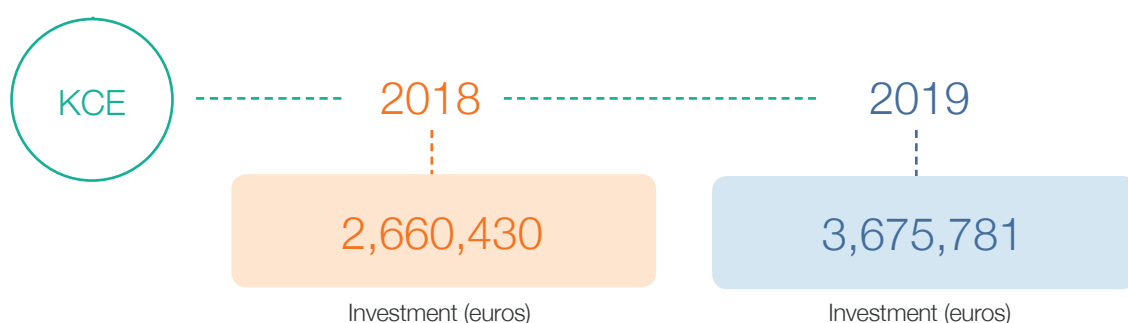 KCE
2018
2019
2,660,430
3,675,781
Investment (euros)
Investment (euros)